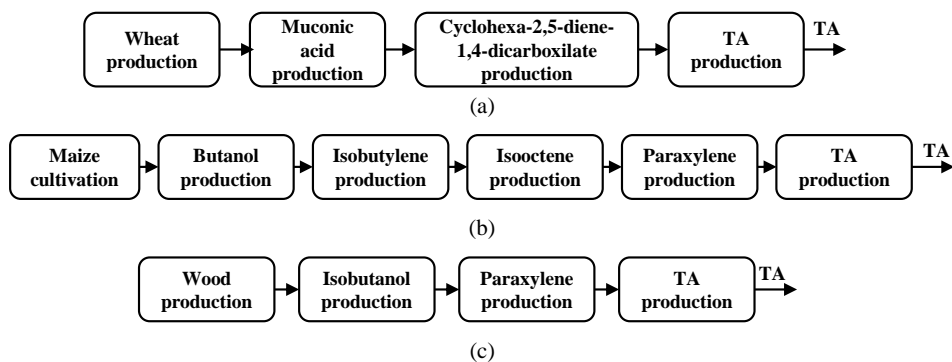 Wheat
production
Muconic
acid
production
Cyclohexa-2,5-diene-
1,4-dicarboxilate
production
TA
production
TA
(a)
Maize
cultivation
Butanol
production
Isobutylene
production
Isooctene
production
Paraxylene
production
TA
production
TA
(b)
Wood
production
Isobutanol
production
Paraxylene
production
TA
production
TA
(c)